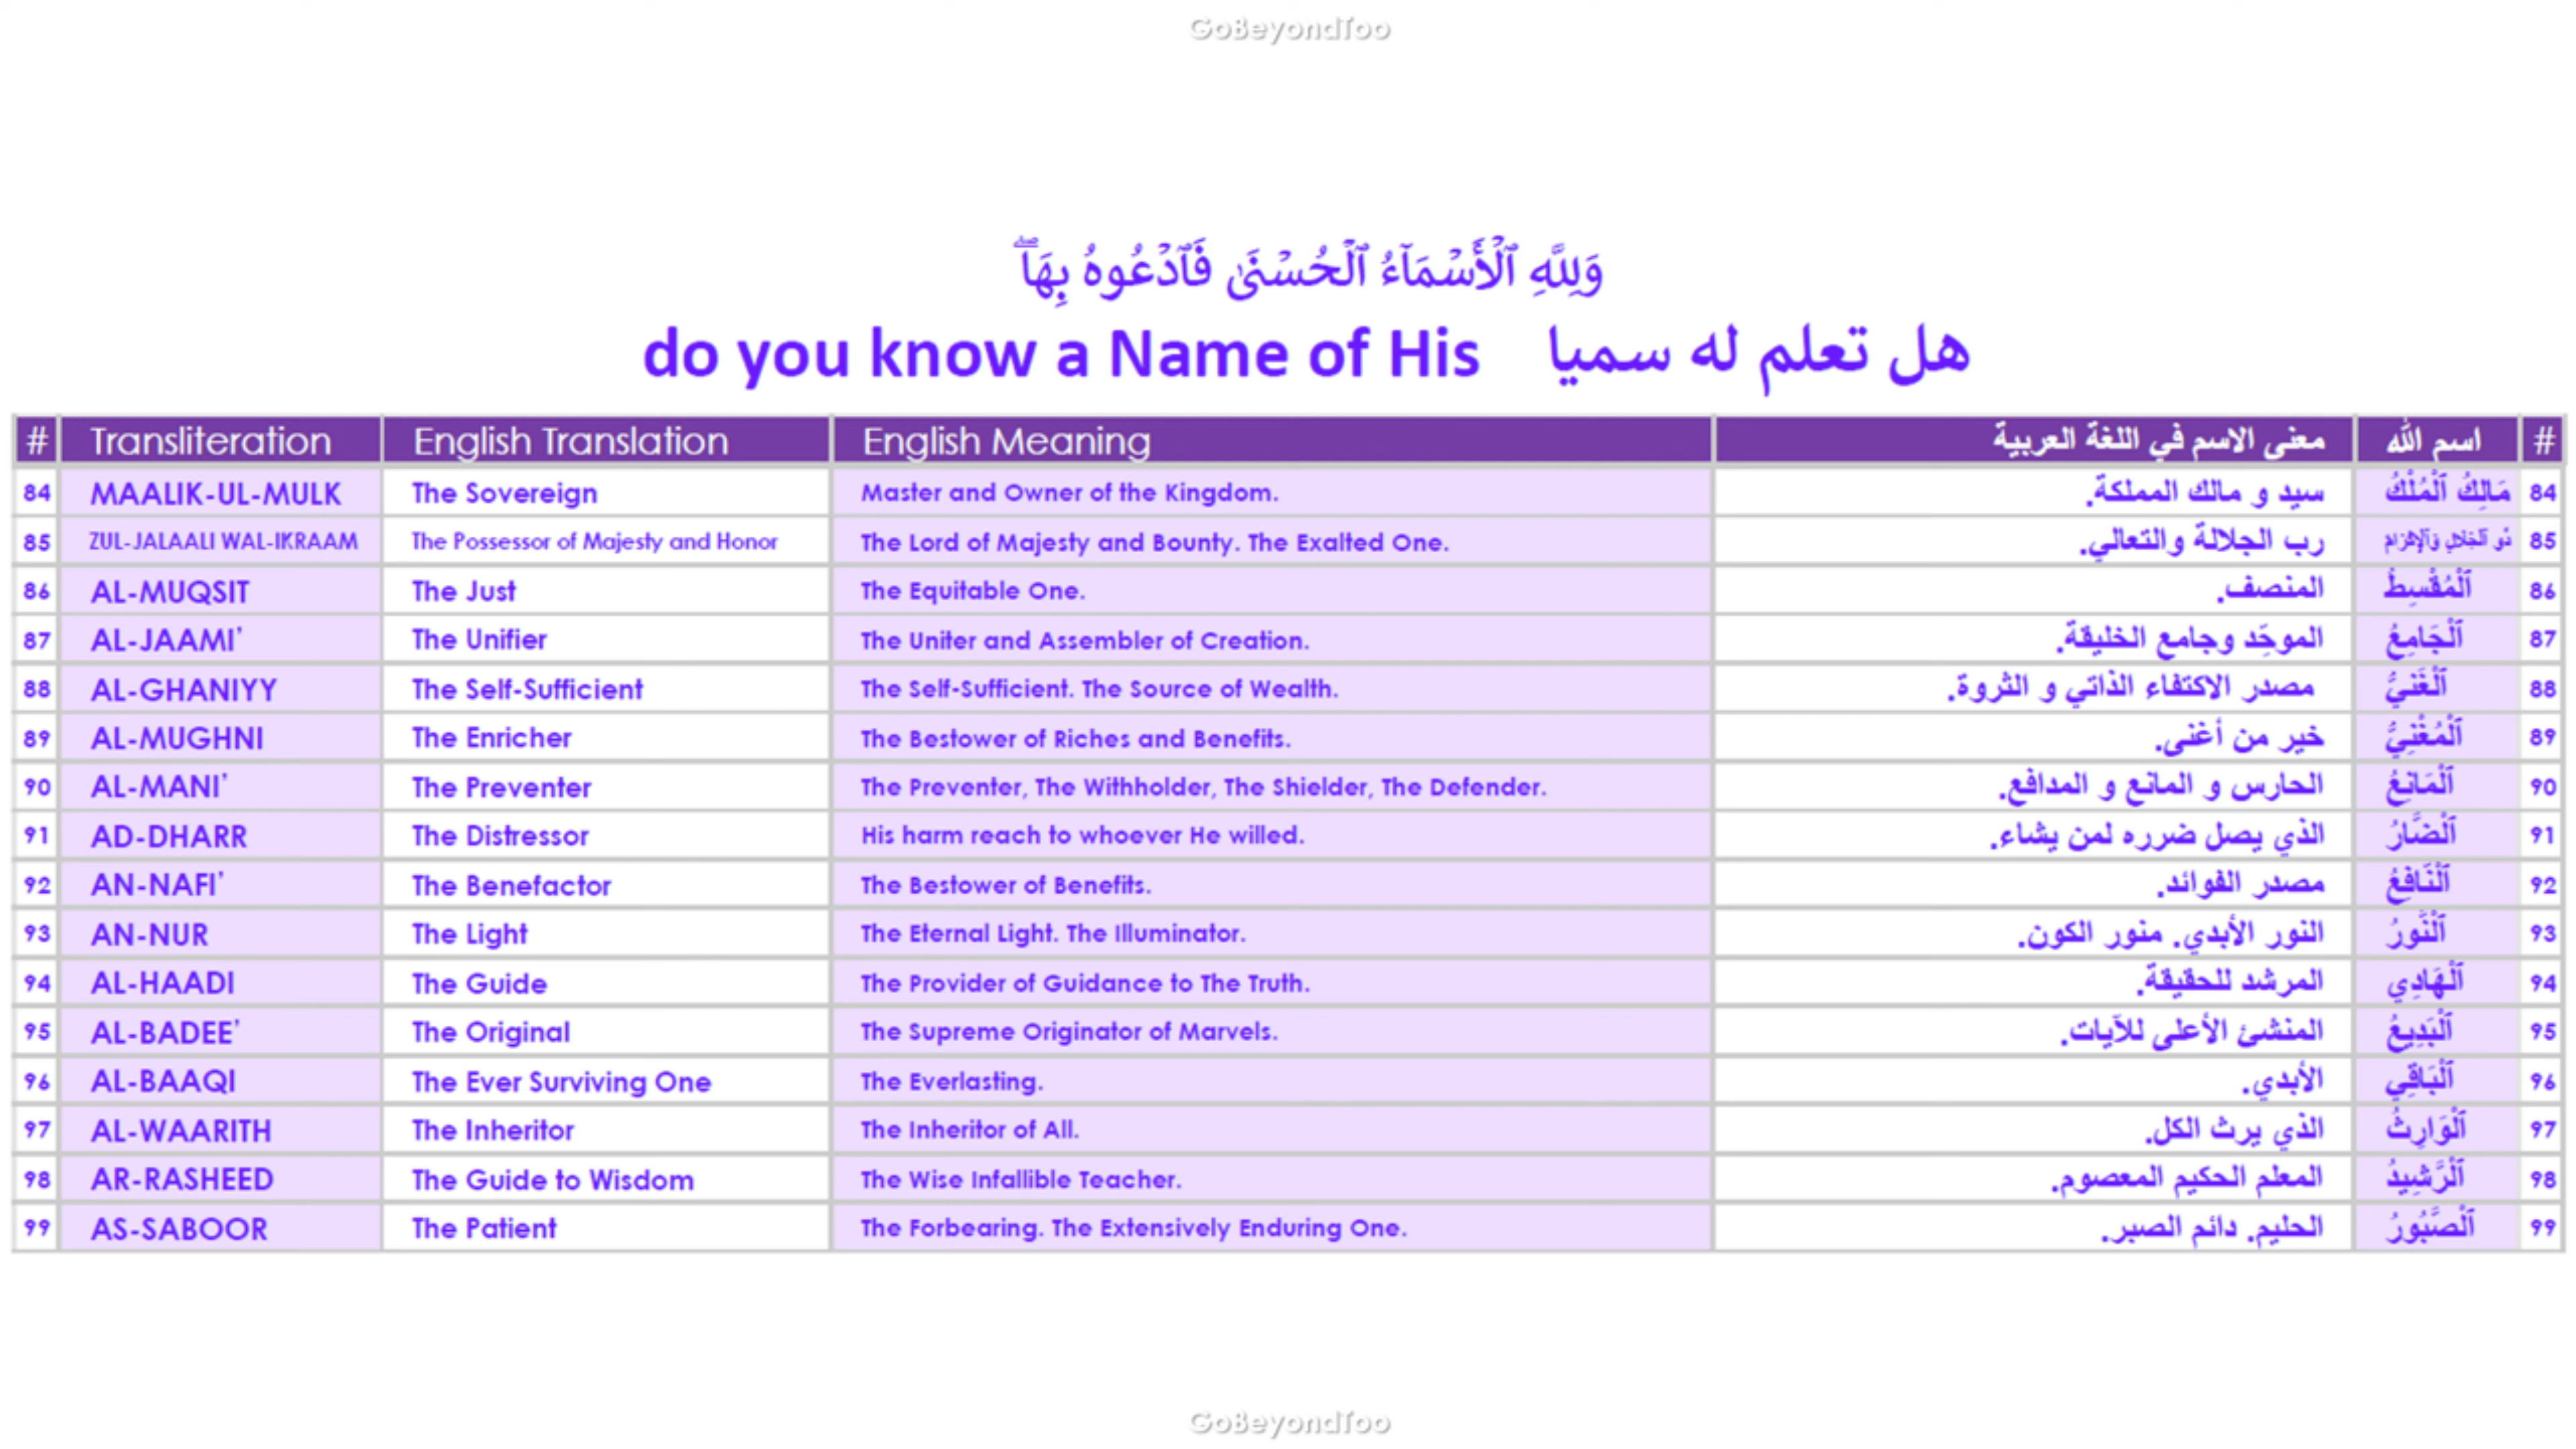 GoBeyondToo
وَلِلَّهِ ٱلْأَسْمَآءُ ٱلْحُسْنَىٰ فَٱدْعُوهُ بِهَاۖ
do you know a Name of His هل تعلم له سميا
# Transliteration English Translation English Meaning معنى الاسم في اللغة العربية اسم الله #
84 MAALIK-UL-MULK The Sovereign Master and Owner of the Kingdom. سيد و مالك المملكة. مَالِكُ ٱلْمُلْكُ 84
85 ZUL-JALAALI WAL-IKRAAM The Possessor of Majesty and Honor The Lord of Majesty and Bounty. The Exalted One. رب الجلالة والتعالي. ذُو ٱلْجَلَالِ وَٱلْإِكْرَامُ 85
86 AL-MUQSIT The Just The Equitable One. المنصف. ٱلْمُقْسِطُ 86
87 AL-JAAMI’ The Unifier The Uniter and Assembler of Creation. الموحِّد وجامع الخليقة. ٱلْجَامِعُ 87
88 AL-GHANIYY The Self-Sufficient The Self-Sufficient. The Source of Wealth. مصدر الاكتفاء الذاتي و الثروة. ٱلْغَنيُّ 88
89 AL-MUGHNI The Enricher The Bestower of Riches and Benefits. خير من أغنى. ٱلْمُغْنِيُّ 89
90 AL-MANI’ The Preventer The Preventer, The Withholder, The Shielder, The Defender. الحارس و المانع و المدافع. ٱلْمَانِعُ 90
91 AD-DHARR The Distressor His harm reach to whoever He willed. الذي يصل ضرره لمن يشاء. ٱلْضَّارُ 91
92 AN-NAFI’ The Benefactor The Bestower of Benefits. مصدر الفوائد. ٱلْنَّافِعُ 92
93 AN-NUR The Light The Eternal Light. The Illuminator. النور الأبدي. منور الكون. ٱلْنُّورُ 93
94 AL-HAADI The Guide The Provider of Guidance to The Truth. المرشد للحقيقة. ٱلْهَادِي 94
95 AL-BADEE’ The Original The Supreme Originator of Marvels. المنشئ الأعلى للآيات. ٱلْبَدِيعُ 95
96 AL-BAAQI The Ever Surviving One The Everlasting. الأبدي. ٱلْبَاقِي 96
97 AL-WAARITH The Inheritor The Inheritor of All. الذي يرث الكل. ٱلْوَارِثُ 97
98 AR-RASHEED The Guide to Wisdom The Wise Infallible Teacher. المعلم الحكيم المعصوم. ٱلْرَّشِيدُ 98
99 AS-SABOOR The Patient The Forbearing. The Extensively Enduring One. الحليم. دائم الصبر. ٱلْصَّبُورُ 99
GoBeyondToo